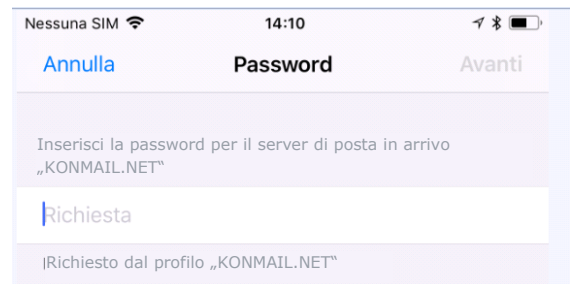 Nessuna SIM 14:10
Annulla Password Avanti
Inserisci la password per il server di posta in arrivo
„KONMAIL.NET“
Richiesta
Richiesto dal profilo „KONMAIL.NET“